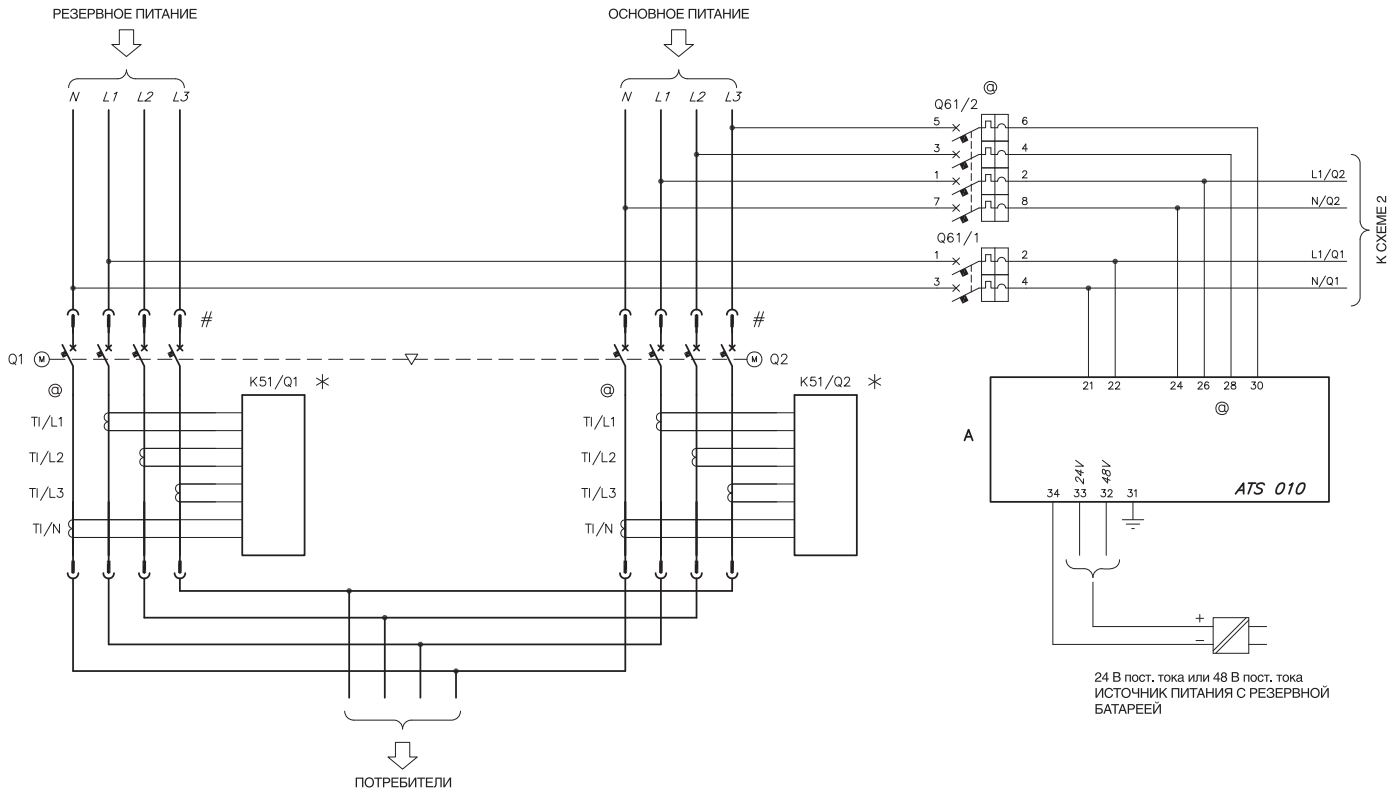 РЕЗЕРВНОЕ ПИТАНИЕ
ОСНОВНОЕ ПИТАНИЕ
N L1 L2 L3
N L1 L2 L3
@
Q61/2
5 6
3 4
1 2 L1/Q2
7 8 N/Q2
Q61/1
1 2 L1/Q1
3 4 N/Q1
К СХЕМЕ 2
#
#
Q1 M
M Q2
@
K51/Q1 *
@
K51/Q2 *
TI/L1
TI/L2
TI/L3
TI/N
TI/L1
TI/L2
TI/L3
TI/N
21 22 24 26 28 30
@
A
24V
48V
34 33 32 31
ATS 010
+
−
24 В пост. тока или 48 В пост. тока
ИСТОЧНИК ПИТАНИЯ С РЕЗЕРВНОЙ
БАТАРЕЕЙ
ПОТРЕБИТЕЛИ